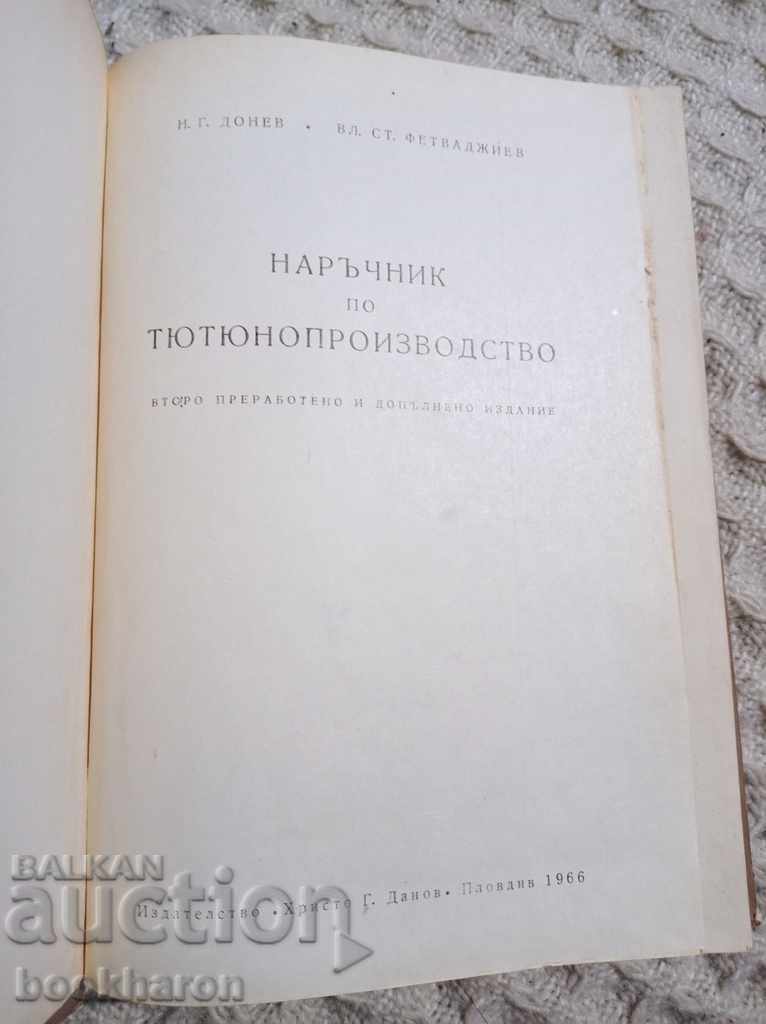 Н. Г. ДОНЕВ • ВЛ. СТ. ФЕТВАДЖИЕВ
НАРЪЧНИК
ПО
ТЮТЮНОПРОИЗВОДСТВО
ВТОРО ПРЕРАБОТЕНО И ДОПЪЛНЕНО ИЗДАНИЕ
Издателство • Христо Г. Данов • Пловдив 1966
BALKAN
auction
bookharon